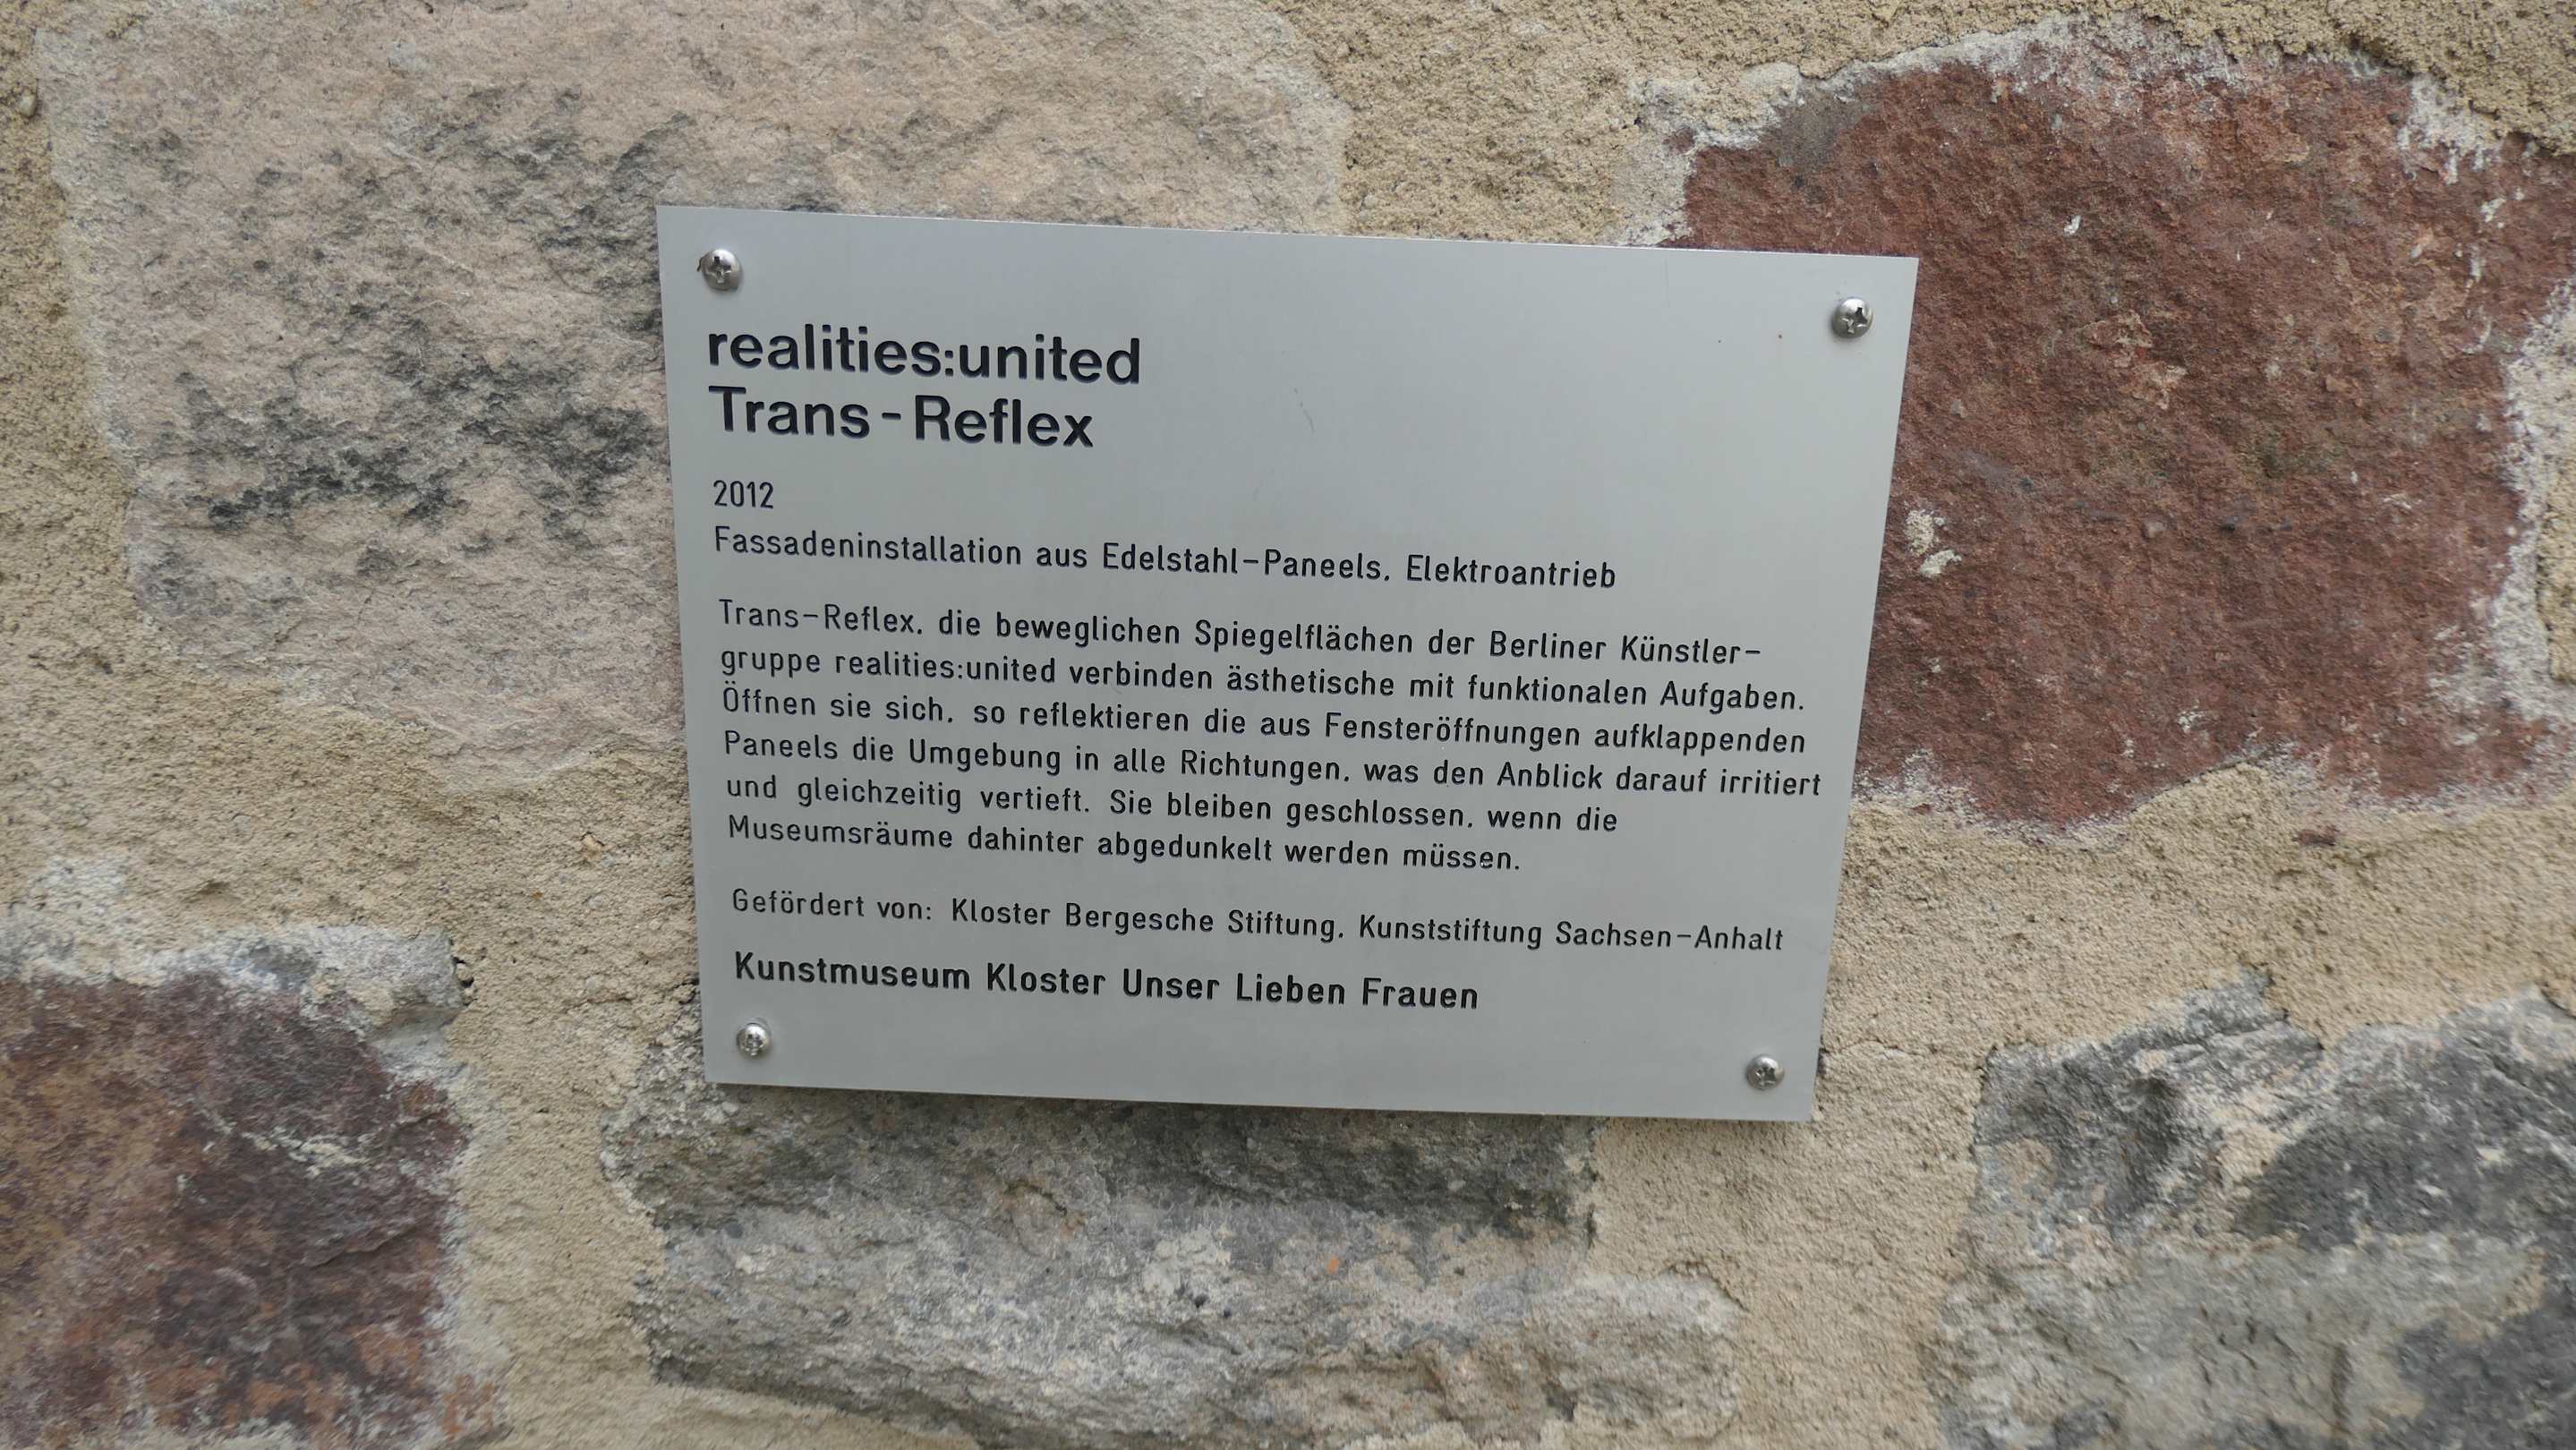 realities:united
Trans-Reflex
2012
Fassadeninstallation aus Edelstahl-Paneels, Elektroantrieb
Trans-Reflex, die beweglichen Spiegelflächen der Berliner Künstler-
gruppe realities:united verbinden ästhetische mit funktionalen Aufgaben.
Öffnen sie sich, so reflektieren die aus Fensteröffnungen aufklappenden
Paneels die Umgebung in alle Richtungen, was den Anblick darauf irritiert
und gleichzeitig vertieft. Sie bleiben geschlossen, wenn die
Museumsräume dahinter abgedunkelt werden müssen.
Gefördert von: Kloster Bergesche Stiftung, Kunststiftung Sachsen-Anhalt
Kunstmuseum Kloster Unser Lieben Frauen